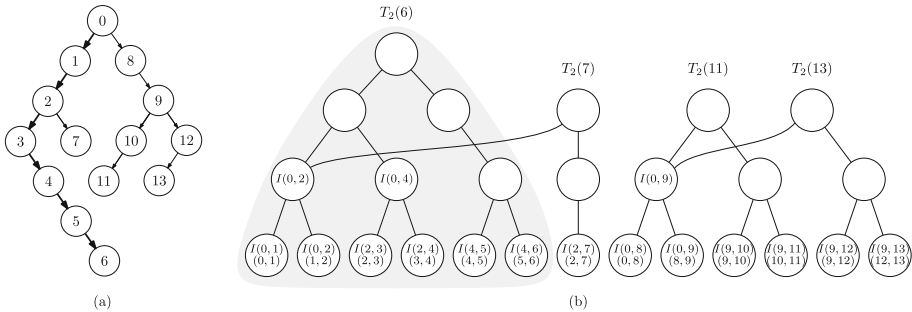 0
1
8
2
9
3
7
10
12
4
11
13
5
6
(a)
T₂(6)
T₂(7)
T₂(11)
T₂(13)
I(0, 2)
I(0, 4)
I(0, 9)
I(0, 1)
(0, 1)
I(0, 2)
(1, 2)
I(2, 3)
(2, 3)
I(2, 4)
(3, 4)
I(4, 5)
(4, 5)
I(4, 6)
(5, 6)
I(2, 7)
(2, 7)
I(0, 8)
(0, 8)
I(0, 9)
(8, 9)
I(9, 10)
(9, 10)
I(9, 11)
(10, 11)
I(9, 12)
(9, 12)
I(9, 13)
(12, 13)
(b)